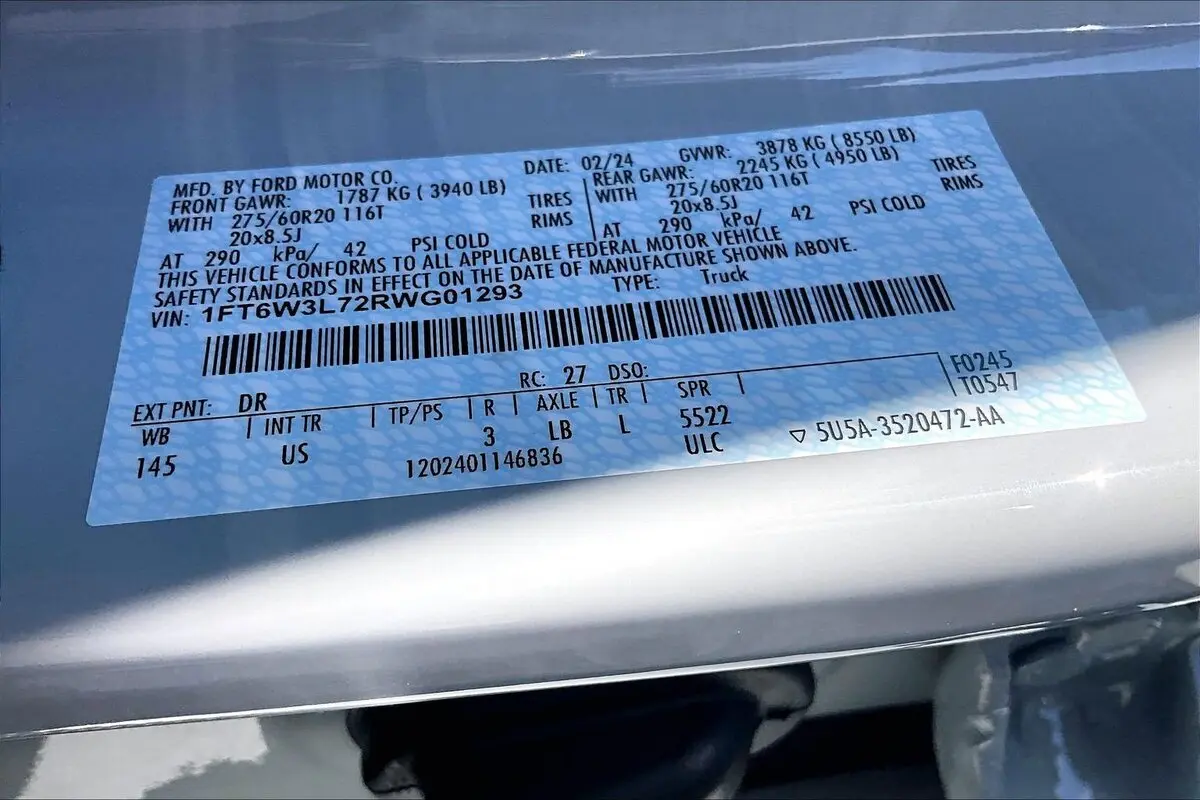 MFD. BY FORD MOTOR CO.
DATE: 02/24 GVWR: 3878 KG ( 8550 LB)
FRONT GAWR: 1787 KG ( 3940 LB)
WITH 275/60R20 116T TIRES
20x8.5J RIMS
AT 290 kPa/ 42 PSI COLD
REAR GAWR: 2245 KG ( 4950 LB)
WITH 275/60R20 116T TIRES
20x8.5J RIMS
AT 290 kPa/ 42 PSI COLD
THIS VEHICLE CONFORMS TO ALL APPLICABLE FEDERAL MOTOR VEHICLE
SAFETY STANDARDS IN EFFECT ON THE DATE OF MANUFACTURE SHOWN ABOVE.
VIN: 1FT6W3L72RWG01293 TYPE: Truck
EXT PNT: DR RC: 27 DSO:
WB INT TR TP/PS R AXLE TR SPR
145 US 3 LB L 5522
1202401146836 ULC
F0245
T0547
▽ 5U5A-3520472-AA